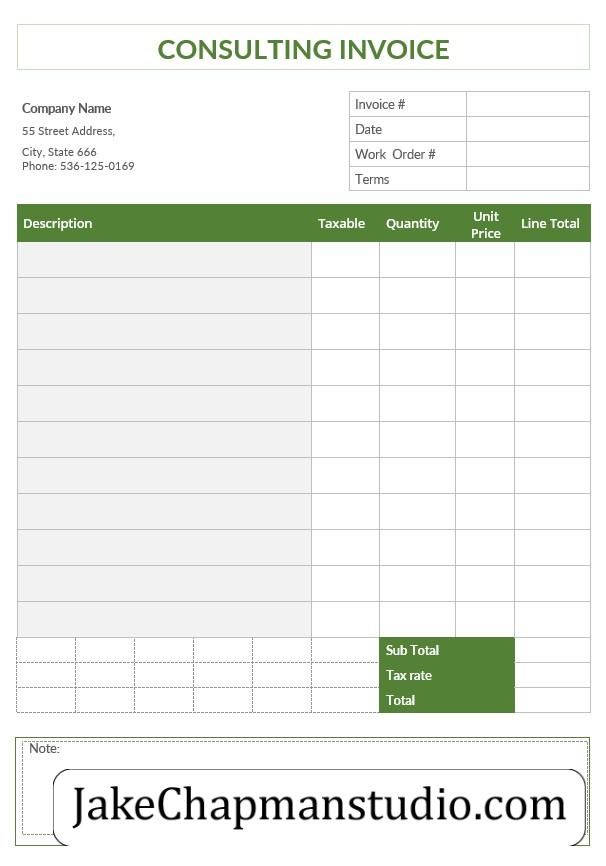 CONSULTING INVOICE
Company Name
55 Street Address,
City, State 666
Phone: 536-125-0169
Invoice #
Date
Work Order #
Terms
Description Taxable Quantity Unit Price Line Total
Sub Total
Tax rate
Total
Note:
JakeChapmanstudio.com